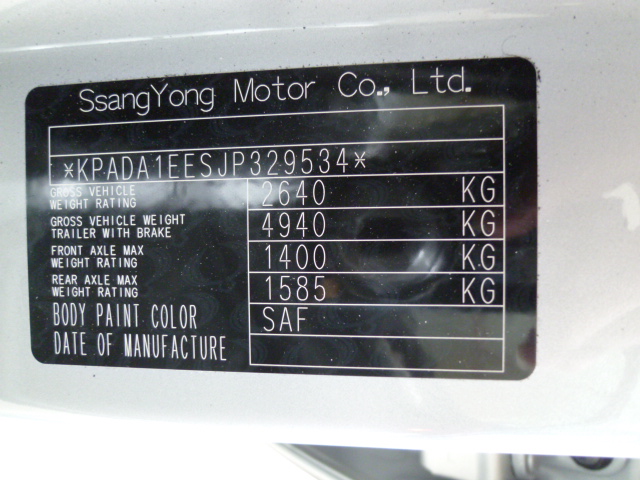 SsangYong Motor Co., Ltd.
*KPADA1EESJP329534*
GROSS VEHICLE
WEIGHT RATING 2640 KG
GROSS VEHICLE WEIGHT
TRAILER WITH BRAKE 4940 KG
FRONT AXLE MAX
WEIGHT RATING 1400 KG
REAR AXLE MAX
WEIGHT RATING 1585 KG
BODY PAINT COLOR SAF
DATE OF MANUFACTURE